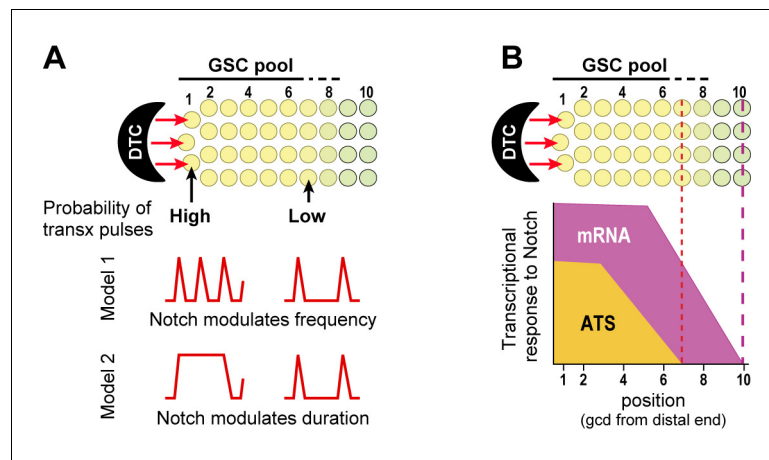 A
GSC pool
1 2 4 6 8 10
DTC
Probability of
transx pulses
High
Low
Model 1
Notch modulates frequency
Model 2
Notch modulates duration
B
GSC pool
1 2 4 6 8 10
DTC
Transcriptional
response to Notch
mRNA
ATS
1 2 4 6 8 10
position
(gcd from distal end)